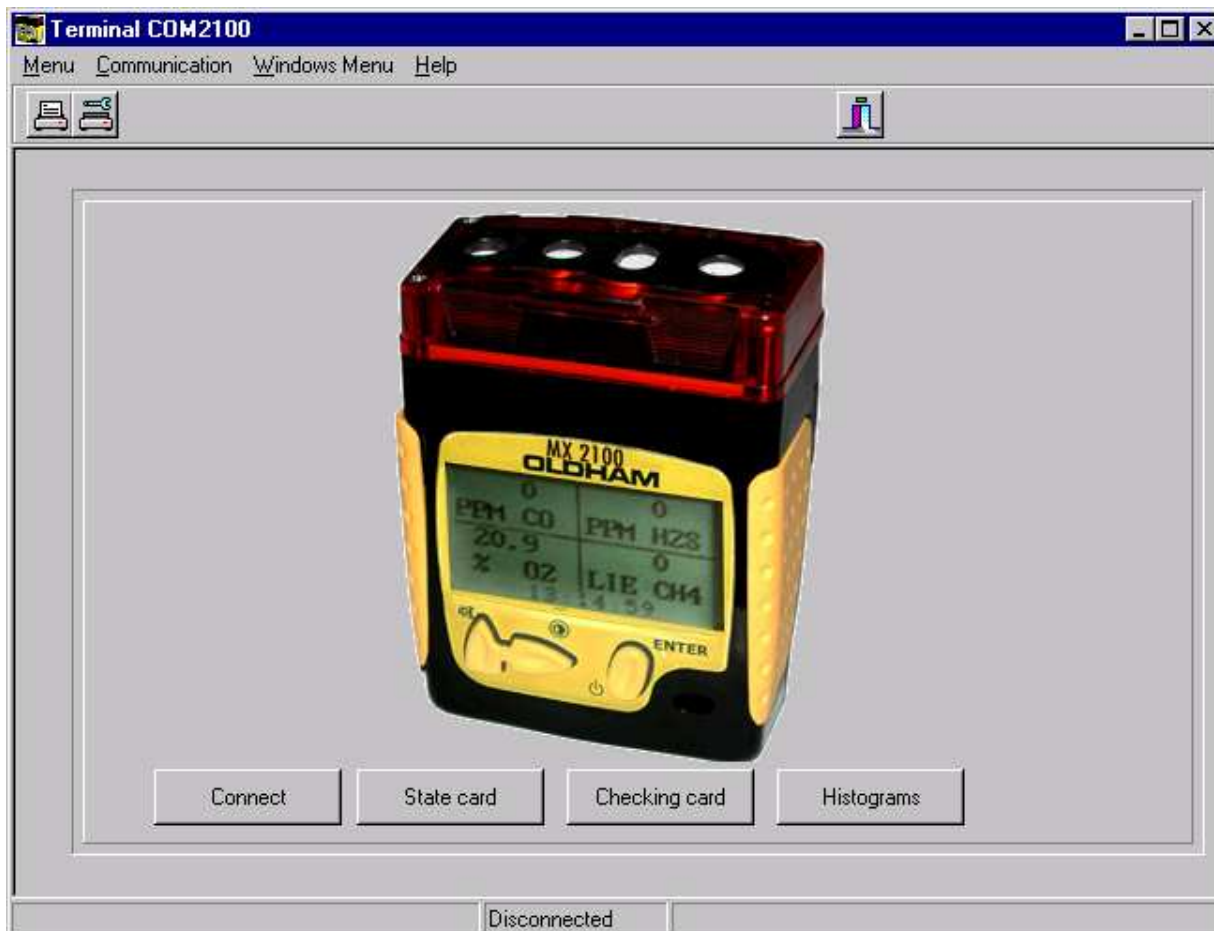 Terminal COM2100
Menu Communication Windows Menu Help
MX 2100
OLDHAM
0 0
PPM CO PPM H2S
20.9 0
% O2 LIE CH4
ENTER
Connect State card Checking card Histograms
Disconnected